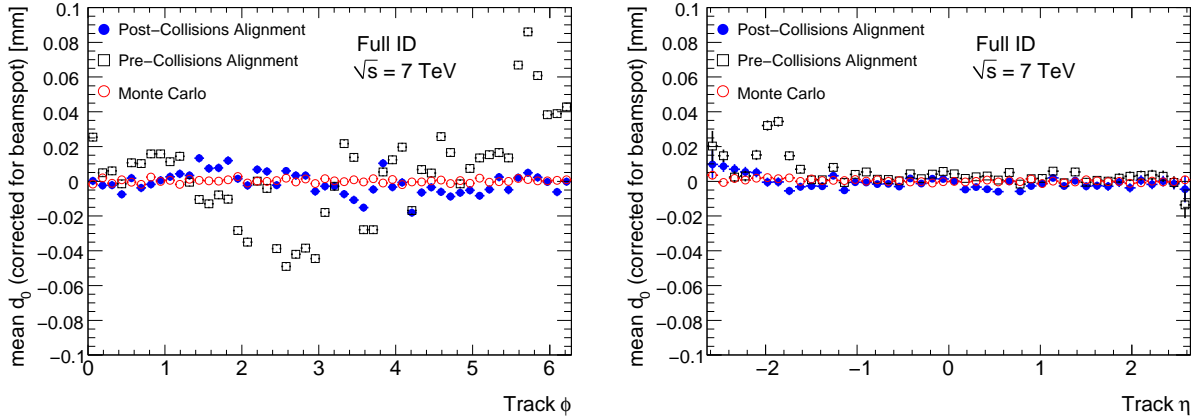 mean d0 (corrected for beamspot) [mm]
0.1
0.08
0.06
0.04
0.02
0
−0.02
−0.04
−0.06
−0.08
−0.1
Post−Collisions Alignment
Pre−Collisions Alignment
Monte Carlo
Full ID
√s = 7 TeV
0 1 2 3 4 5 6
Track ϕ
mean d0 (corrected for beamspot) [mm]
0.1
0.08
0.06
0.04
0.02
0
−0.02
−0.04
−0.06
−0.08
−0.1
Post−Collisions Alignment
Pre−Collisions Alignment
Monte Carlo
Full ID
√s = 7 TeV
−2 −1 0 1 2
Track η